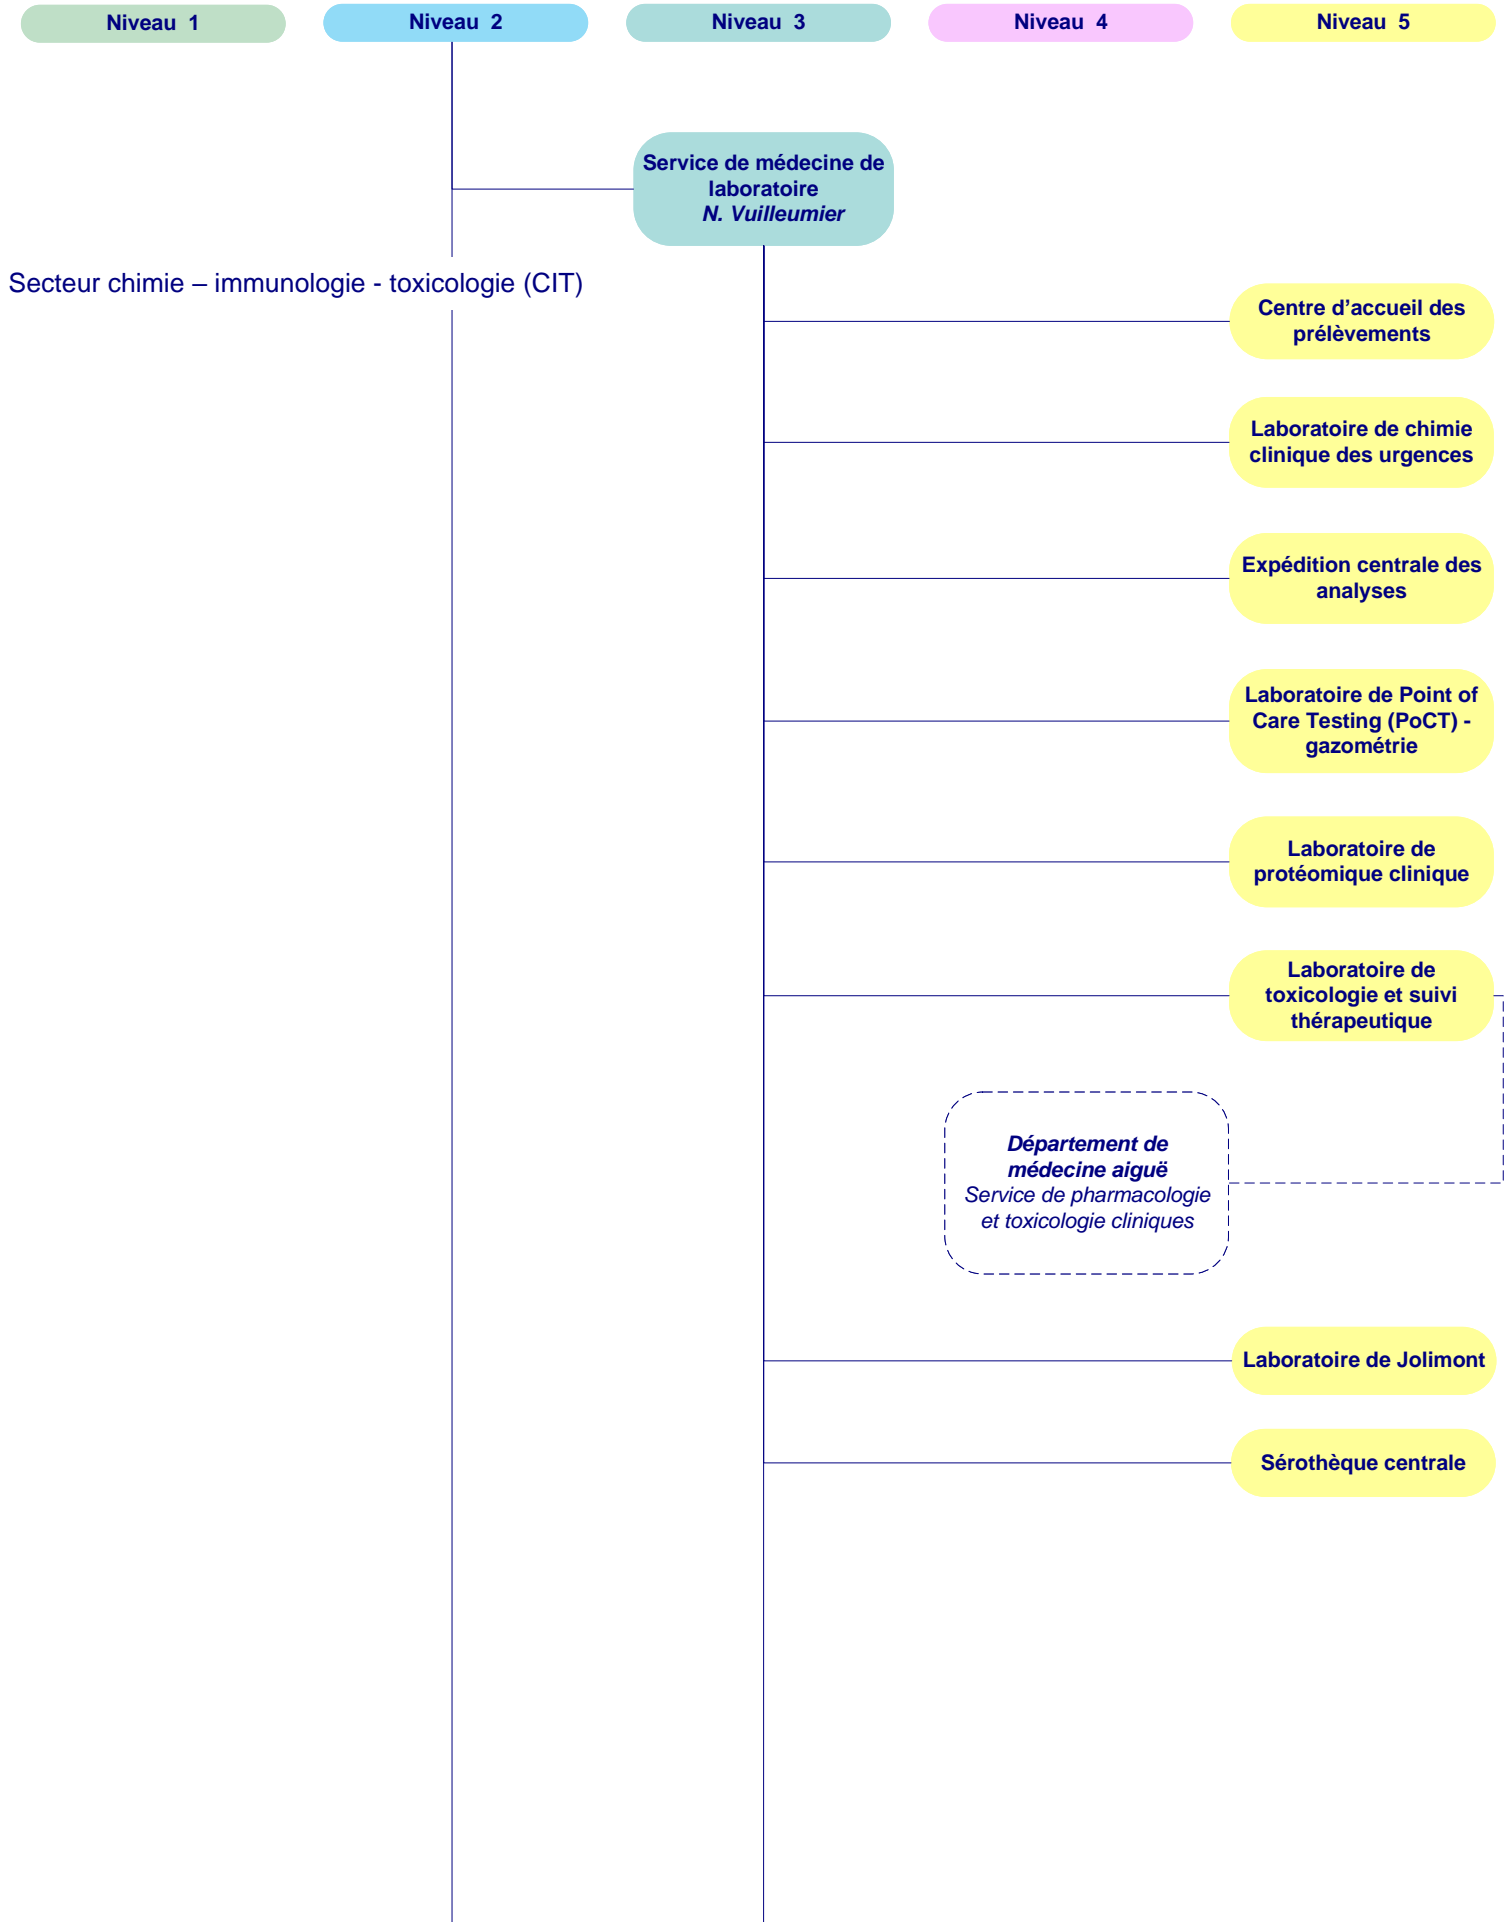 Niveau 1
Niveau 2
Niveau 3
Niveau 4
Niveau 5
Service de médecine de
laboratoire
N. Vuilleumier
Secteur chimie – immunologie - toxicologie (CIT)
Centre d’accueil des
prélèvements
Laboratoire de chimie
clinique des urgences
Expédition centrale des
analyses
Laboratoire de Point of
Care Testing (PoCT) -
gazométrie
Laboratoire de
protéomique clinique
Laboratoire de
toxicologie et suivi
thérapeutique
Département de
médecine aiguë
Service de pharmacologie
et toxicologie cliniques
Laboratoire de Jolimont
Sérothèque centrale